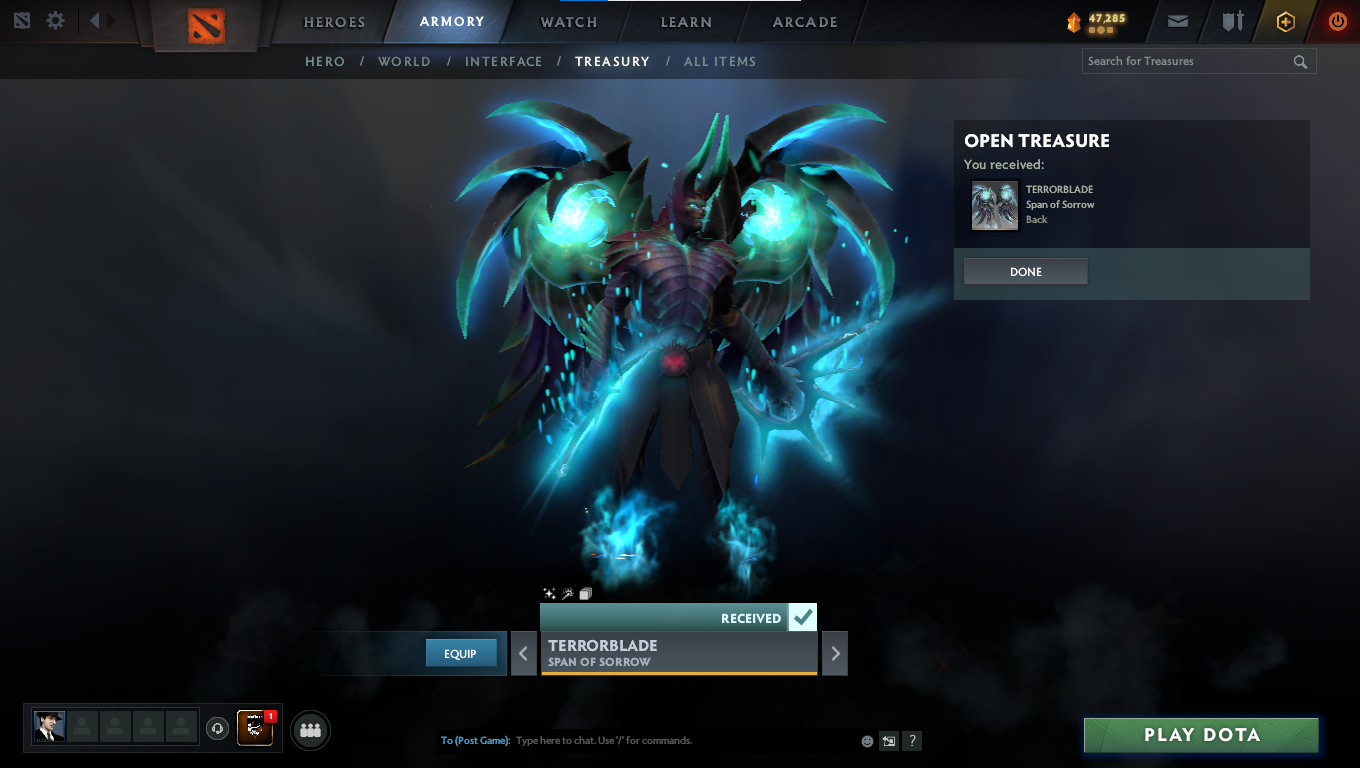 HEROES
ARMORY
WATCH
LEARN
ARCADE
47,285
HERO / WORLD / INTERFACE / TREASURY / ALL ITEMS
Search for Treasures
OPEN TREASURE
You received:
TERRORBLADE
Span of Sorrow
Back
DONE
RECEIVED
EQUIP
TERRORBLADE
SPAN OF SORROW
1
To (Post Game): Type here to chat. Use '/' for commands.
?
PLAY DOTA